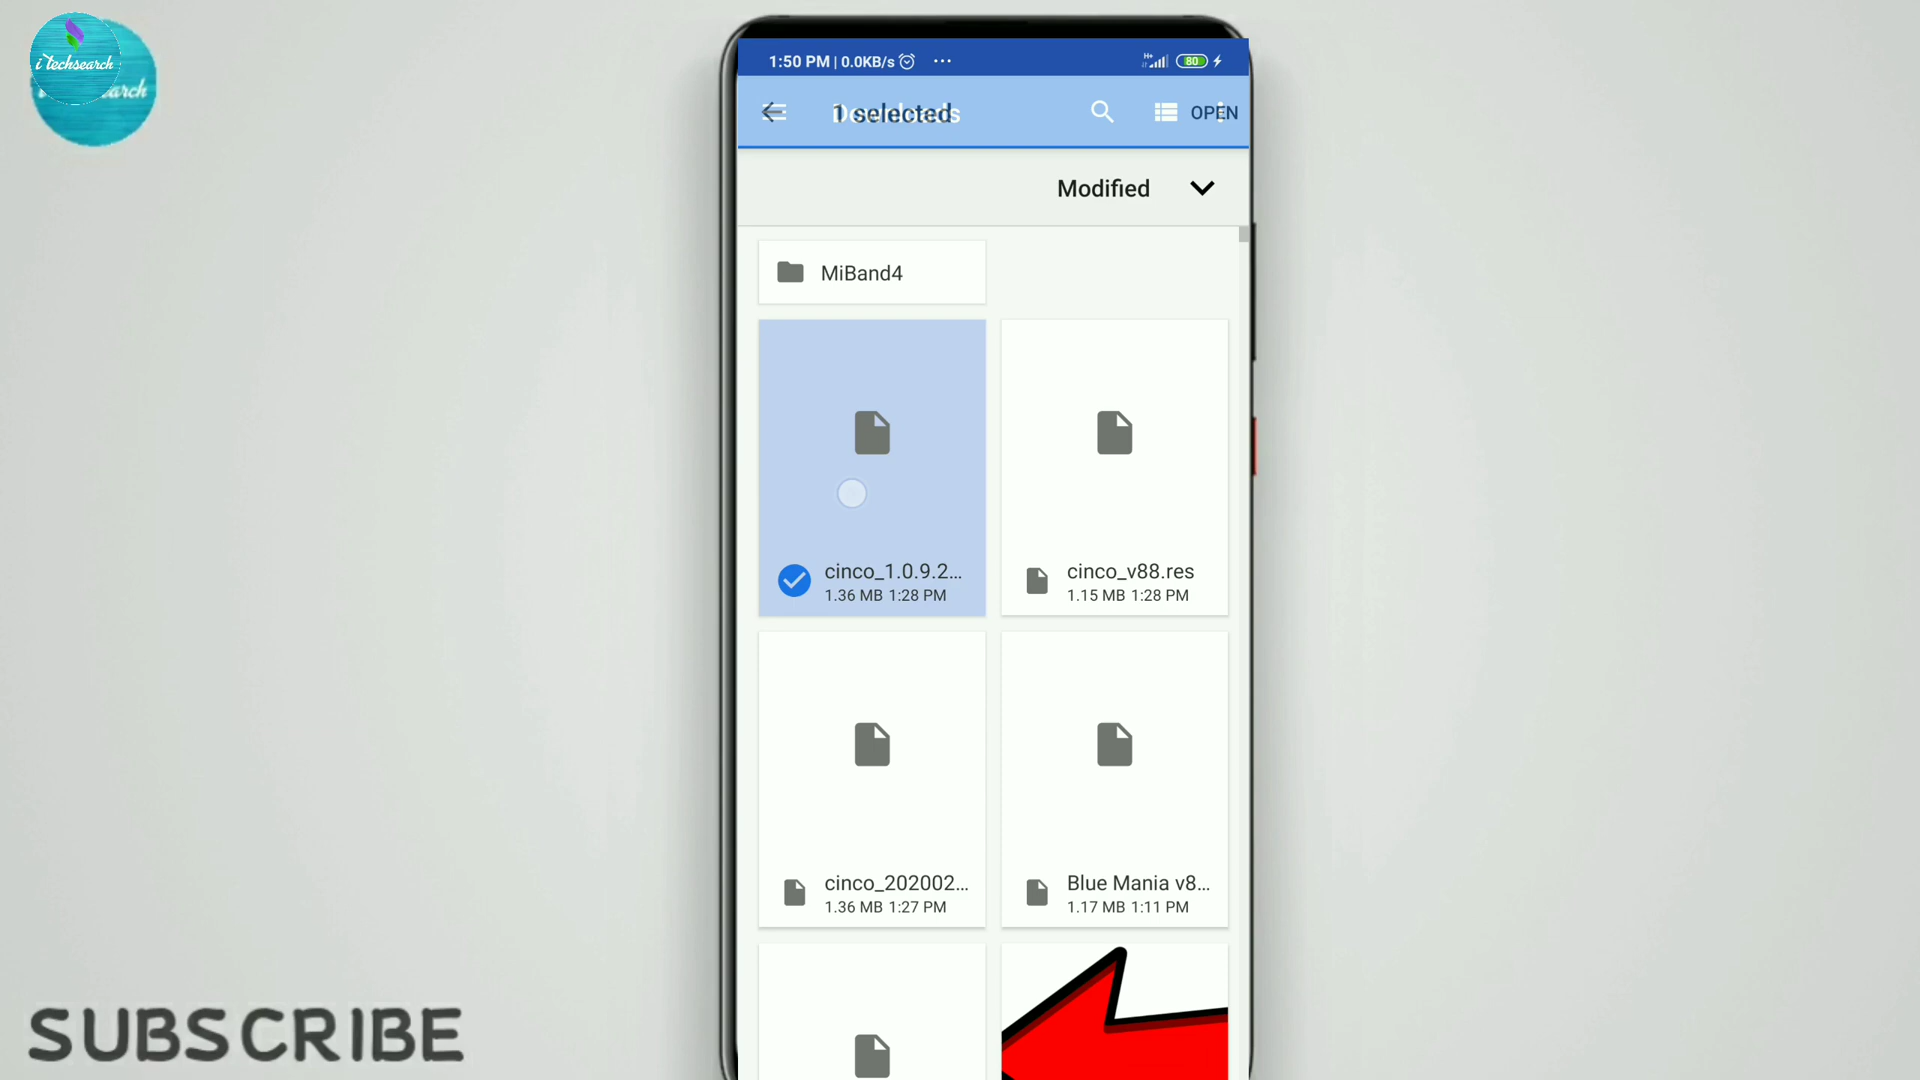 i Techsearch
arch
1:50 PM | 0.0KB/s
80
1 selected
OPEN
Modified
MiBand4
cinco_1.0.9.2...
1.36 MB 1:28 PM
cinco_v88.res
1.15 MB 1:28 PM
cinco_202002...
1.36 MB 1:27 PM
Blue Mania v8...
1.17 MB 1:11 PM
SUBSCRIBE